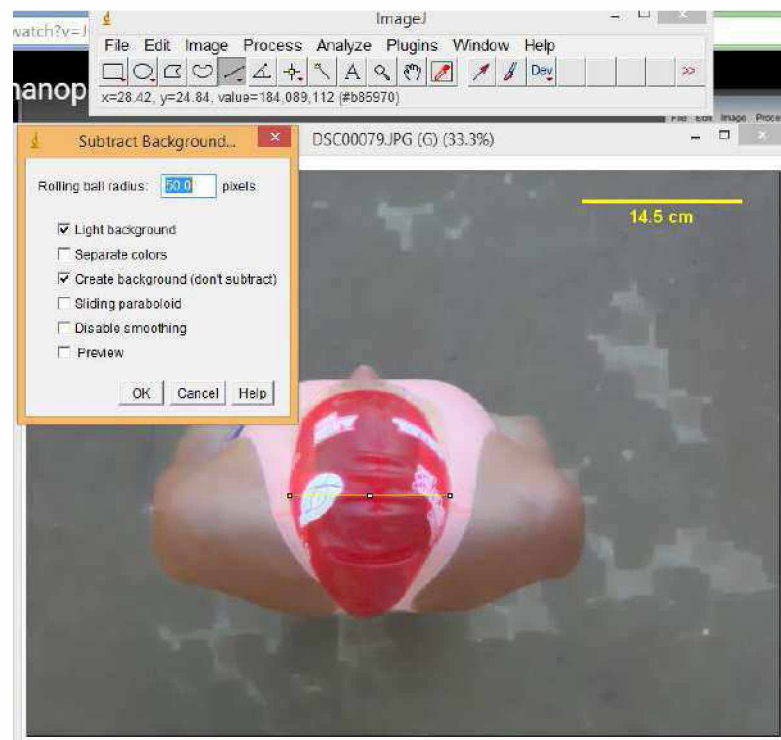 watch?v=J
ImageJ
File Edit Image Process Analyze Plugins Window Help
A Dev >>
x=28.42, y=24.84, value=184,089,112 (#b85970)
nanop
File Edit Image Process
Subtract Background...
DSC00079.JPG (G) (33.3%)
Rolling ball radius: 50.0 pixels
Light background
Separate colors
Create background (don't subtract)
Sliding paraboloid
Disable smoothing
Preview
OK Cancel Help
14.5 cm